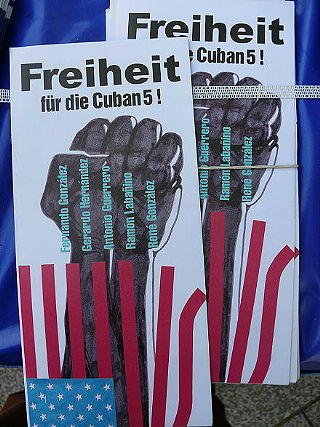 Freiheit
für die Cuban 5 !
Fernando González
Gerardo Hernández
Antonio Guerrero
Ramón Labañino
René González
Freiheit
e Cuban 5 !
Antonio Guerrero
Ramón Labañino
René González